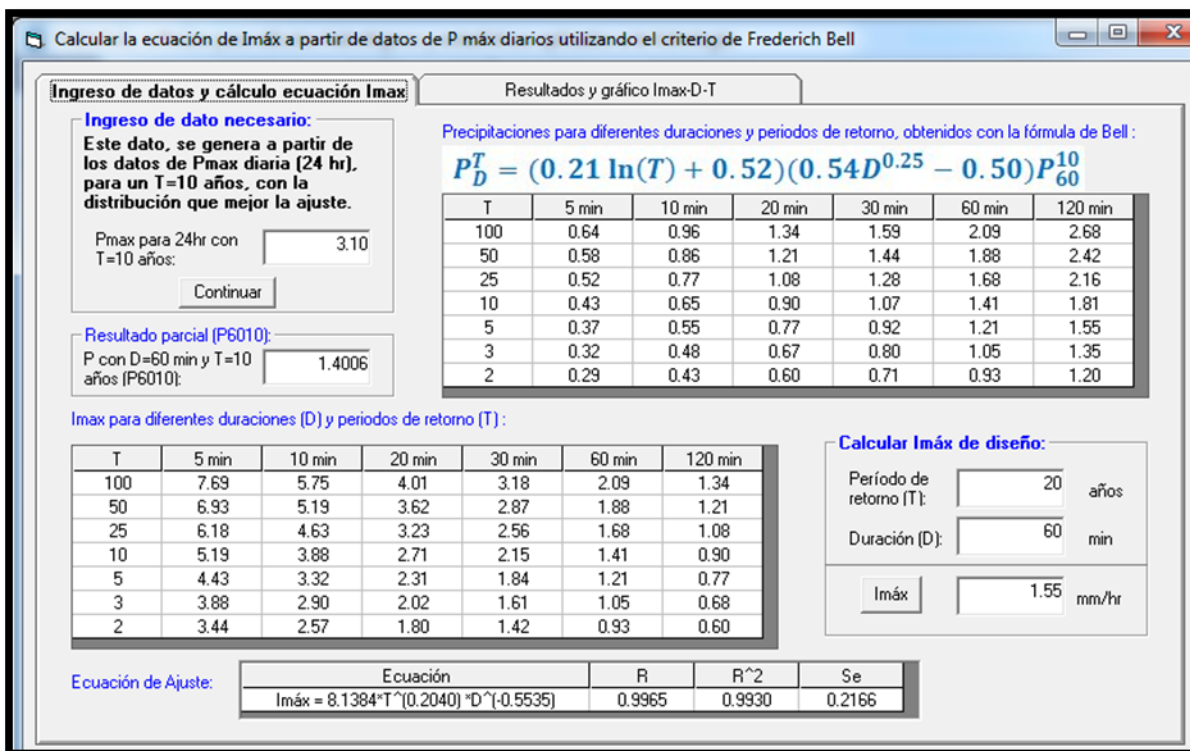 Calcular la ecuación de Imáx a partir de datos de P máx diarios utilizando el criterio de Frederich Bell
Ingreso de datos y cálculo ecuación Imax
Resultados y gráfico Imax-D-T
Ingreso de dato necesario:
Este dato, se genera a partir de
los datos de Pmax diaria (24 hr),
para un T=10 años, con la
distribución que mejor la ajuste.
Pmax para 24hr con
T=10 años:
3.10
Continuar
Resultado parcial (P6010):
P con D=60 min y T=10
años (P6010):
1.4006
Precipitaciones para diferentes duraciones y periodos de retorno, obtenidos con la fórmula de Bell :
P_D^T = (0.21 ln(T) + 0.52)(0.54D^0.25 − 0.50)P_60^10
T 5 min 10 min 20 min 30 min 60 min 120 min
100 0.64 0.96 1.34 1.59 2.09 2.68
50 0.58 0.86 1.21 1.44 1.88 2.42
25 0.52 0.77 1.08 1.28 1.68 2.16
10 0.43 0.65 0.90 1.07 1.41 1.81
5 0.37 0.55 0.77 0.92 1.21 1.55
3 0.32 0.48 0.67 0.80 1.05 1.35
2 0.29 0.43 0.60 0.71 0.93 1.20
Imax para diferentes duraciones (D) y periodos de retorno (T) :
T 5 min 10 min 20 min 30 min 60 min 120 min
100 7.69 5.75 4.01 3.18 2.09 1.34
50 6.93 5.19 3.62 2.87 1.88 1.21
25 6.18 4.63 3.23 2.56 1.68 1.08
10 5.19 3.88 2.71 2.15 1.41 0.90
5 4.43 3.32 2.31 1.84 1.21 0.77
3 3.88 2.90 2.02 1.61 1.05 0.68
2 3.44 2.57 1.80 1.42 0.93 0.60
Calcular Imáx de diseño:
Período de
retorno (T):
20 años
Duración (D): 60 min
Imáx 1.55 mm/hr
Ecuación de Ajuste:
Ecuación R R^2 Se
Imáx = 8.1384*T^(0.2040) *D^(-0.5535) 0.9965 0.9930 0.2166